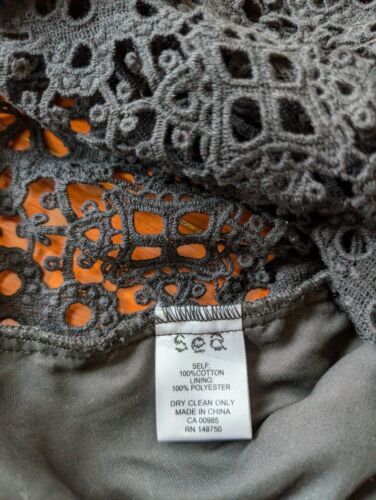 sea
SELF:
100%COTTON
LINING:
100% POLYESTER
DRY CLEAN ONLY
MADE IN CHINA
CA 00985
RN 148750